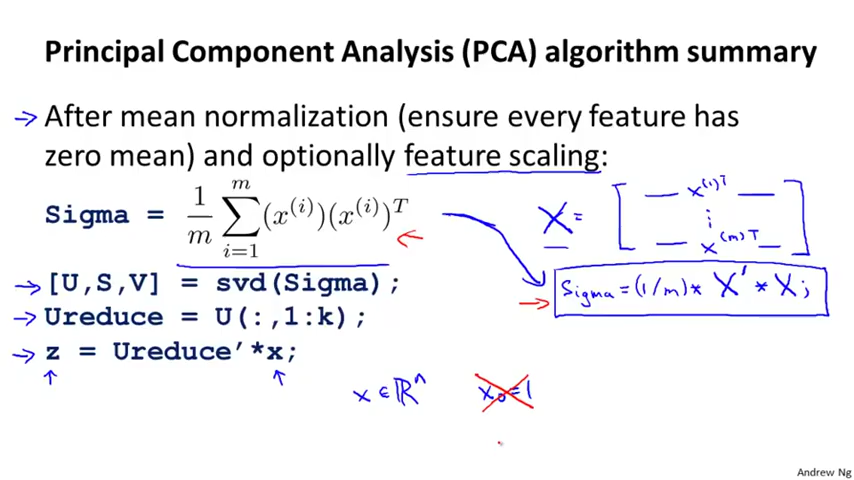 Principal Component Analysis (PCA) algorithm summary
→ After mean normalization (ensure every feature has
zero mean) and optionally feature scaling:
Sigma = 1/m ∑_{i=1}^{m} (x^{(i)})(x^{(i)})^T
X = [ — x^{(1)T} —
⋮
— x^{(m)T} — ]
→ [U,S,V] = svd(Sigma);
→ Sigma = (1/m) * X' * X;
→ Ureduce = U(:,1:k);
→ z = Ureduce’*x;
x ∈ ℝ^n x₀ = 1
Andrew Ng